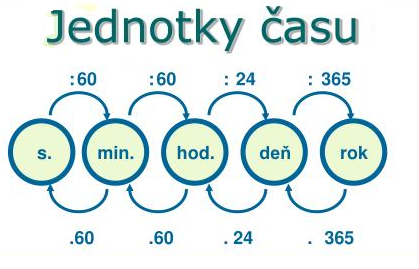 Jednotky času
:60 :60 : 24 : 365
s. min. hod. deň rok
.60 .60 . 24 . 365